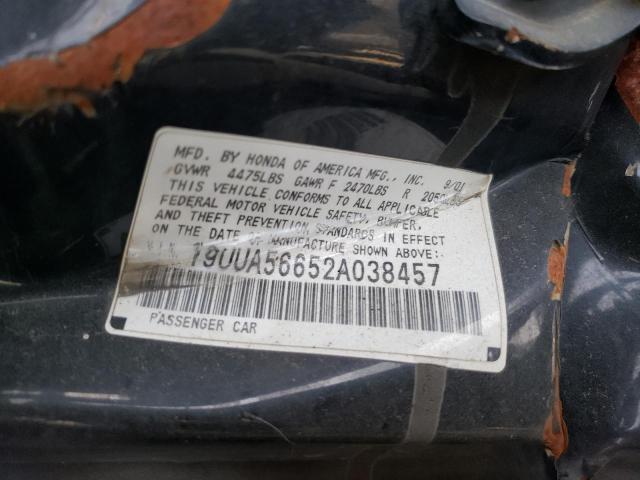 MFD. BY HONDA OF AMERICA MFG., INC. 9/01
GVWR 4475LBS GAWR F 2470LBS R 2050LBS
THIS VEHICLE CONFORMS TO ALL APPLICABLE
FEDERAL MOTOR VEHICLE SAFETY, BUMPER,
AND THEFT PREVENTION STANDARDS IN EFFECT
ON THE DATE OF MANUFACTURE SHOWN ABOVE:
V.I.N. 19UUA56652A038457
PASSENGER CAR